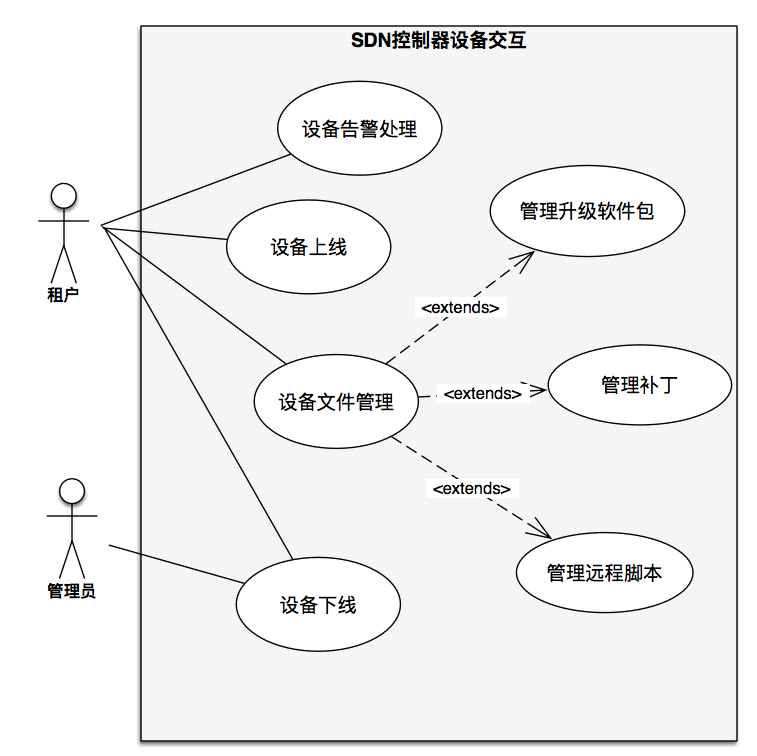 SDN控制器设备交互
设备告警处理
管理升级软件包
设备上线
租户
<extends>
管理补丁
<extends>
设备文件管理
<extends>
管理远程脚本
管理员
设备下线